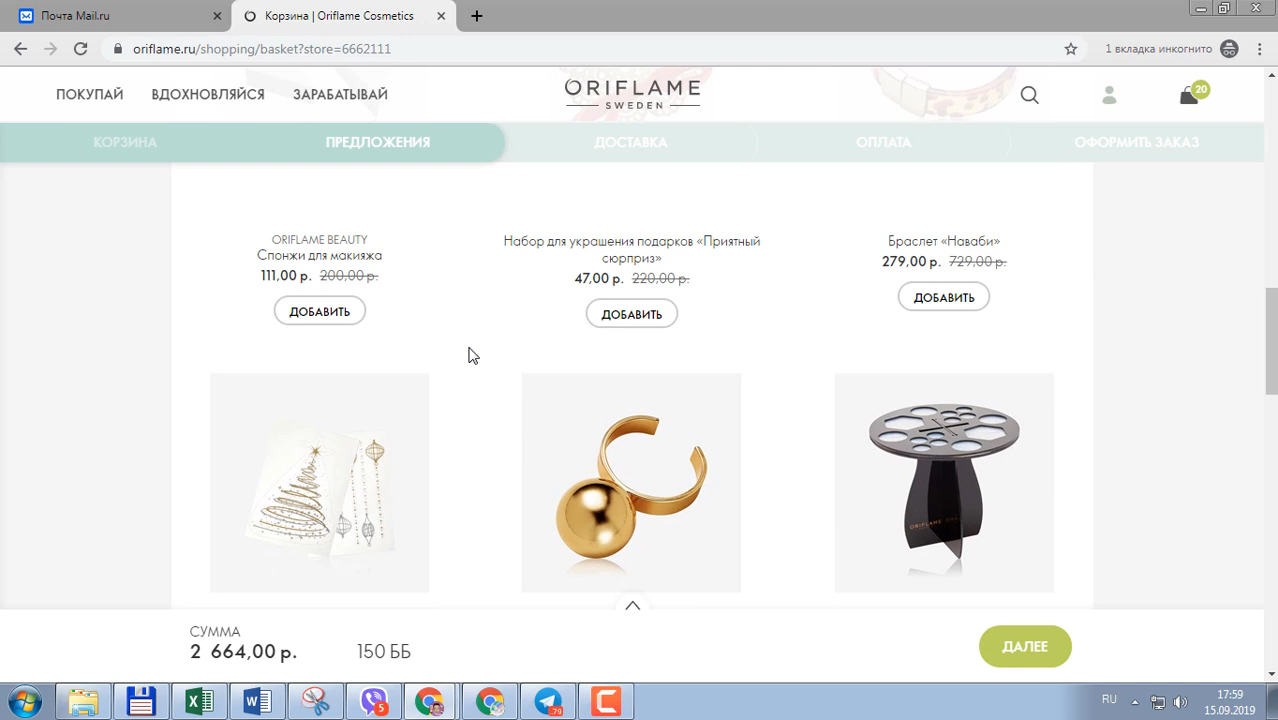 Почта Mail.ru
Корзина | Oriflame Cosmetics
oriflame.ru/shopping/basket?store=6662111
1 вкладка инкогнито
ПОКУПАЙ
ВДОХНОВЛЯЙСЯ
ЗАРАБАТЫВАЙ
ORIFLAME
SWEDEN
20
КОРЗИНА
ПРЕДЛОЖЕНИЯ
ДОСТАВКА
ОПЛАТА
ОФОРМИТЬ ЗАКАЗ
ORIFLAME BEAUTY
Спонжи для макияжа
111,00 р. 200,00 р.
ДОБАВИТЬ
Набор для украшения подарков «Приятный
сюрприз»
47,00 р. 220,00 р.
ДОБАВИТЬ
Браслет «Наваби»
279,00 р. 729,00 р.
ДОБАВИТЬ
СУММА
2 664,00 р.
150 ББ
ДАЛЕЕ
5
79
RU
17:59
15.09.2019